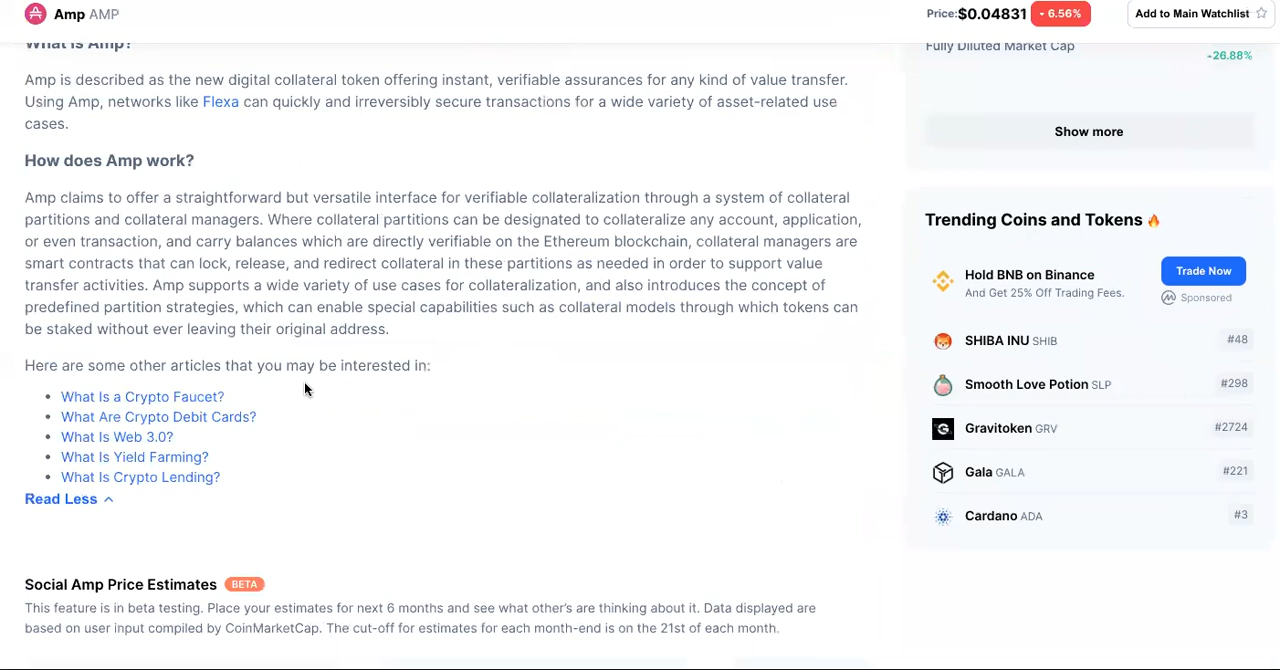 Amp AMP
Price:$0.04831 6.56%
Add to Main Watchlist
What is Amp?
Amp is described as the new digital collateral token offering instant, verifiable assurances for any kind of value transfer.
Using Amp, networks like Flexa can quickly and irreversibly secure transactions for a wide variety of asset-related use
cases.
How does Amp work?
Amp claims to offer a straightforward but versatile interface for verifiable collateralization through a system of collateral
partitions and collateral managers. Where collateral partitions can be designated to collateralize any account, application,
or even transaction, and carry balances which are directly verifiable on the Ethereum blockchain, collateral managers are
smart contracts that can lock, release, and redirect collateral in these partitions as needed in order to support value
transfer activities. Amp supports a wide variety of use cases for collateralization, and also introduces the concept of
predefined partition strategies, which can enable special capabilities such as collateral models through which tokens can
be staked without ever leaving their original address.
Here are some other articles that you may be interested in:
• What Is a Crypto Faucet?
• What Are Crypto Debit Cards?
• What Is Web 3.0?
• What Is Yield Farming?
• What Is Crypto Lending?
Read Less
Social Amp Price Estimates BETA
This feature is in beta testing. Place your estimates for next 6 months and see what other's are thinking about it. Data displayed are
based on user input compiled by CoinMarketCap. The cut-off for estimates for each month-end is on the 21st of each month.
Fully Diluted Market Cap
-26.88%
Show more
Trending Coins and Tokens 🔥
Hold BNB on Binance
And Get 25% Off Trading Fees.
Trade Now
Sponsored
SHIBA INU SHIB #48
Smooth Love Potion SLP #298
Gravitoken GRV #2724
Gala GALA #221
Cardano ADA #3